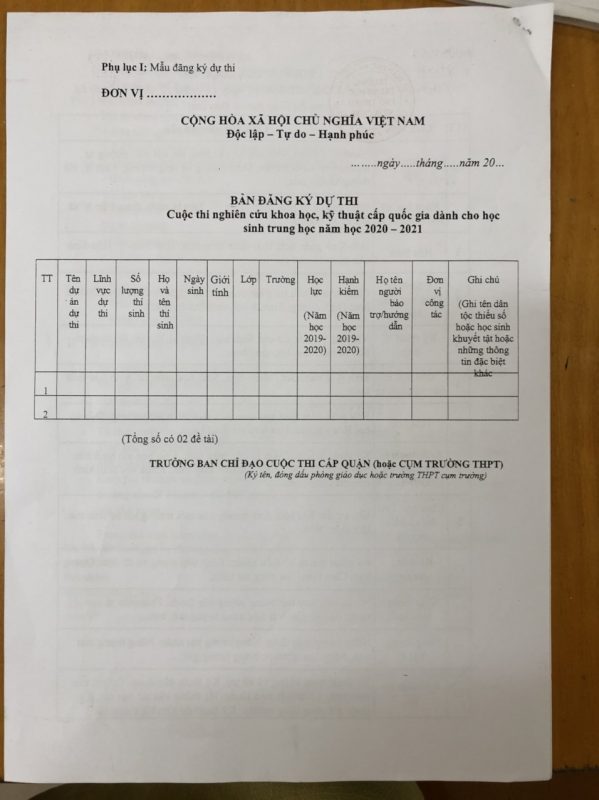 Phụ lục I: Mẫu đăng ký dự thi
ĐƠN VỊ ………………
CỘNG HÒA XÃ HỘI CHỦ NGHĨA VIỆT NAM
Độc lập – Tự do – Hạnh phúc
………ngày…..tháng…..năm 20…
BẢN ĐĂNG KÝ DỰ THI
Cuộc thi nghiên cứu khoa học, kỹ thuật cấp quốc gia dành cho học
sinh trung học năm học 2020 – 2021
TT
Tên
dự
án
dự
thi
Lĩnh
vực
dự
thi
Số
lượng
thí
sinh
Họ
và
tên
thí
sinh
Ngày
sinh
Giới
tính
Lớp
Trường
Học
lực
(Năm
học
2019-
2020)
Hạnh
kiểm
(Năm
học
2019-
2020)
Họ tên
người
bảo
trợ/hướng
dẫn
Đơn
vị
công
tác
Ghi chú
(Ghi tên dân
tộc thiểu số
hoặc học sinh
khuyết tật hoặc
những thông
tin đặc biệt
khác
1
2
(Tổng số có 02 đề tài)
TRƯỞNG BAN CHỈ ĐẠO CUỘC THI CẤP QUẬN (hoặc CỤM TRƯỜNG THPT)
(Ký tên, đóng dấu phòng giáo dục hoặc trường THPT cụm trưởng)